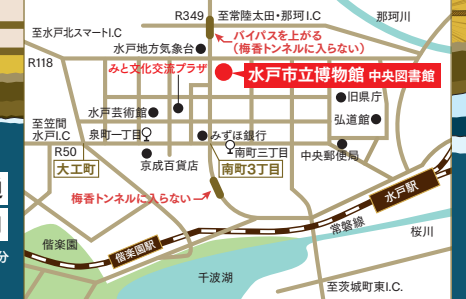 R349
至常陸太田・那珂I.C
那珂川
至水戸北スマートI.C
バイパスを上がる
(梅香トンネルに入らない)
水戸地方気象台
R118
みと文化交流プラザ
水戸市立博物館 中央図書館
旧県庁
水戸芸術館
弘道館
至笠間
水戸I.C
泉町一丁目
みずほ銀行
南町三丁目
R50
大工町
京成百貨店
南町3丁目
中央郵便局
梅香トンネルに入らない
水戸駅
常磐線
桜川
偕楽園
偕楽園駅
分
千波湖
至茨城町東I.C.